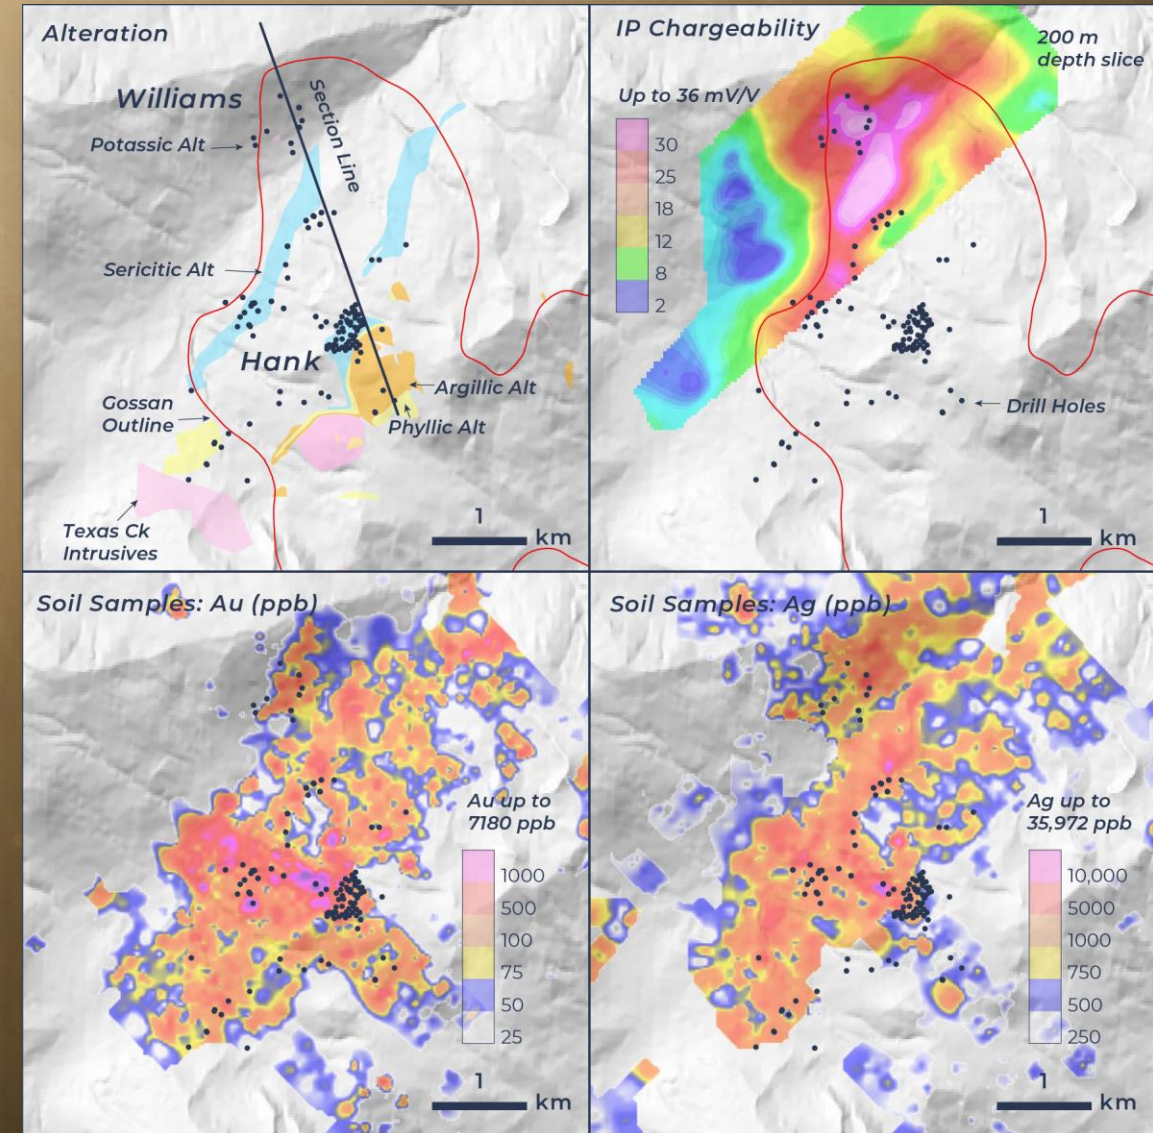 Alteration
Williams
Potassic Alt
Section Line
Sericitic Alt
Hank
Gossan
Outline
Argillic Alt
Phyllic Alt
Texas Ck
Intrusives
1
km
IP Chargeability
200 m
depth slice
Up to 36 mV/V
30
25
18
12
8
2
Drill Holes
1
km
Soil Samples: Au (ppb)
Au up to
7180 ppb
1000
500
100
75
50
25
1
km
Soil Samples: Ag (ppb)
Ag up to
35,972 ppb
10,000
5000
1000
750
500
250
1
km